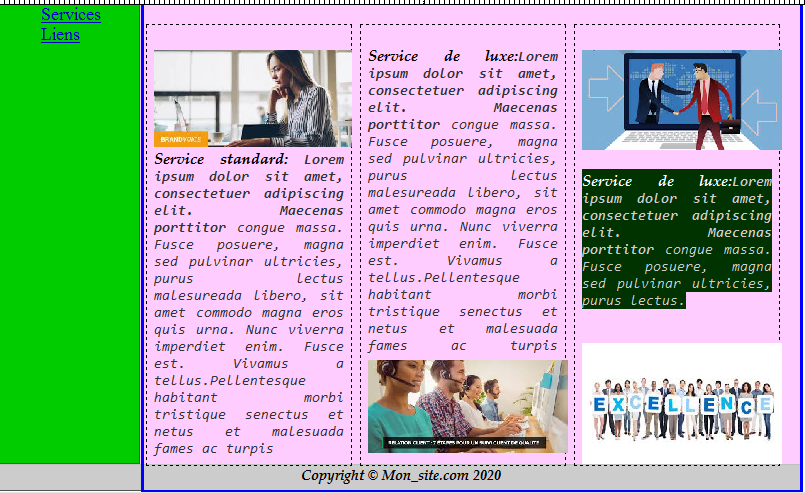 Services
Liens
BRANDVOICE
Service standard: Lorem
ipsum dolor sit amet,
consectetuer adipiscing
elit. Maecenas
porttitor congue massa.
Fusce posuere, magna
sed pulvinar ultricies,
purus lectus
malesureada libero, sit
amet commodo magna eros
quis urna. Nunc viverra
imperdiet enim. Fusce
est. Vivamus a
tellus.Pellentesque
habitant morbi
tristique senectus et
netus et malesuada
fames ac turpis
Service de luxe:Lorem
ipsum dolor sit amet,
consectetuer adipiscing
elit. Maecenas
porttitor congue massa.
Fusce posuere, magna
sed pulvinar ultricies,
purus lectus
malesureada libero, sit
amet commodo magna eros
quis urna. Nunc viverra
imperdiet enim. Fusce
est. Vivamus a
tellus.Pellentesque
habitant morbi
tristique senectus et
netus et malesuada
fames ac turpis
RELATION CLIENT : 7 ÉTAPES POUR UN SUIVI CLIENT DE QUALITÉ
Service de luxe:Lorem
ipsum dolor sit amet,
consectetuer adipiscing
elit. Maecenas
porttitor congue massa.
Fusce posuere, magna
sed pulvinar ultricies,
purus lectus.
EXCELLENCE
Copyright © Mon_site.com 2020